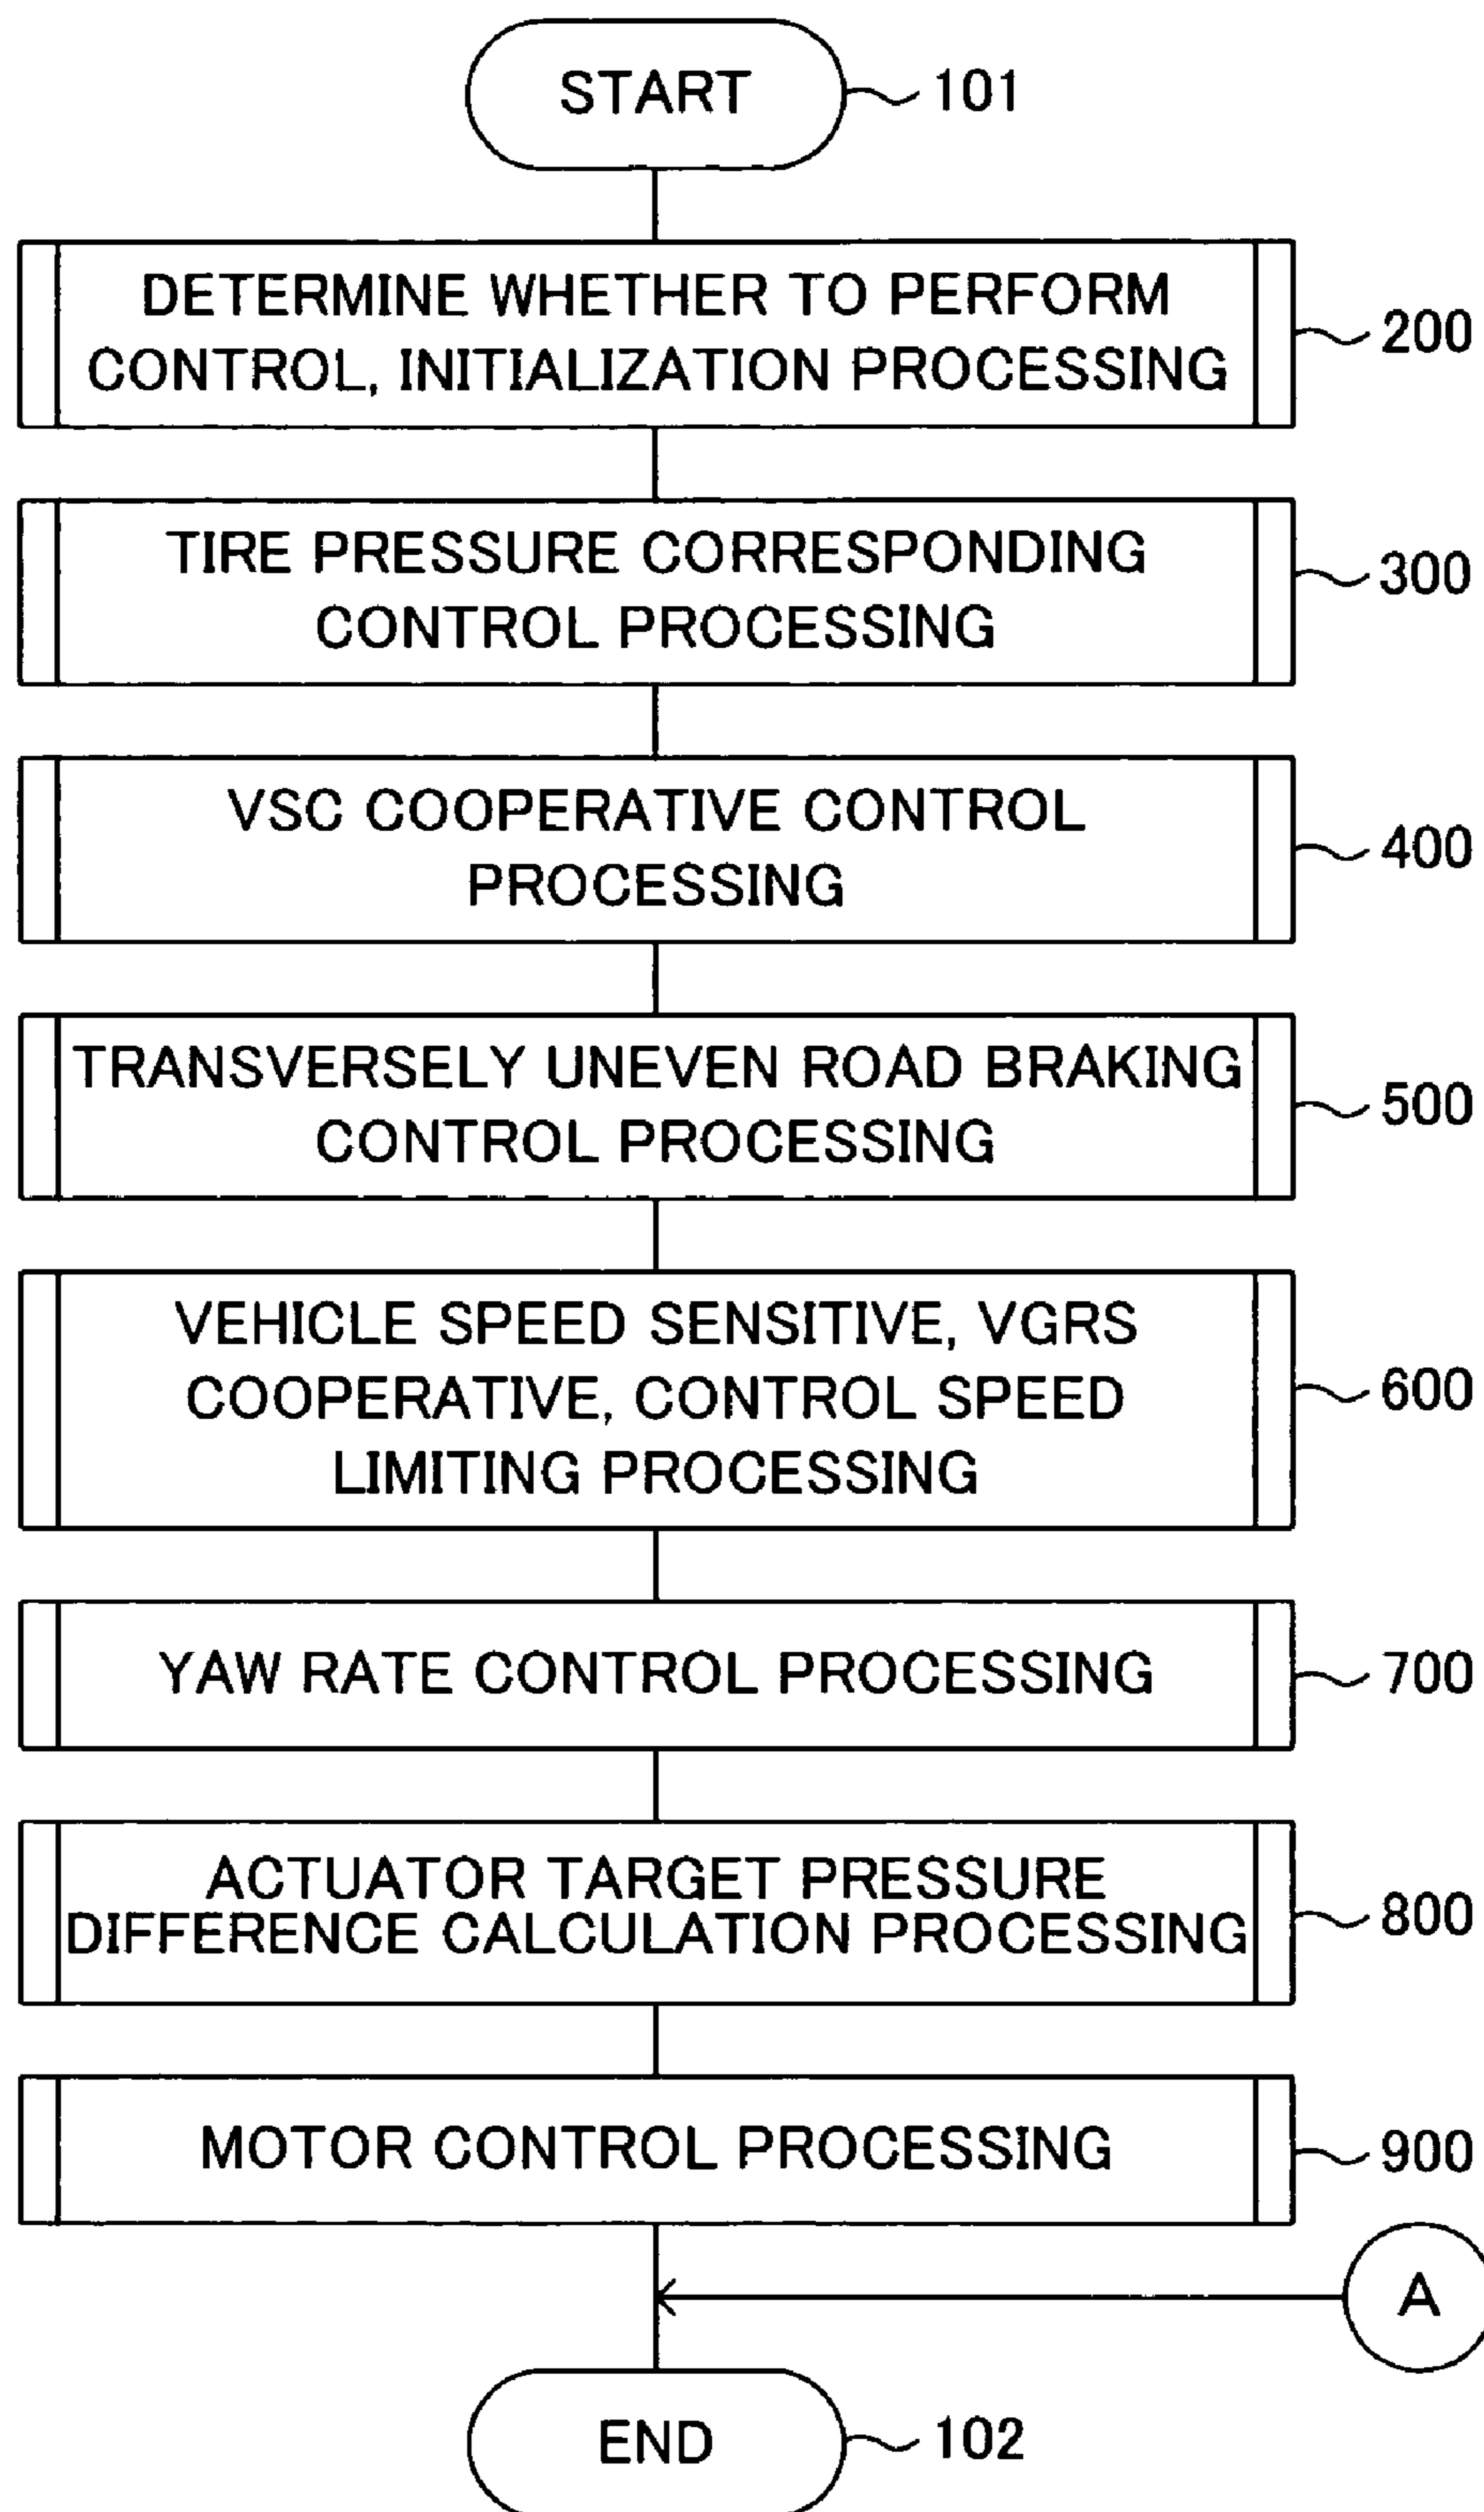 START
101
DETERMINE WHETHER TO PERFORM
CONTROL, INITIALIZATION PROCESSING
200
TIRE PRESSURE CORRESPONDING
CONTROL PROCESSING
300
VSC COOPERATIVE CONTROL
PROCESSING
400
TRANSVERSELY UNEVEN ROAD BRAKING
CONTROL PROCESSING
500
VEHICLE SPEED SENSITIVE, VGRS
COOPERATIVE, CONTROL SPEED
LIMITING PROCESSING
600
YAW RATE CONTROL PROCESSING
700
ACTUATOR TARGET PRESSURE
DIFFERENCE CALCULATION PROCESSING
800
MOTOR CONTROL PROCESSING
900
A
END
102